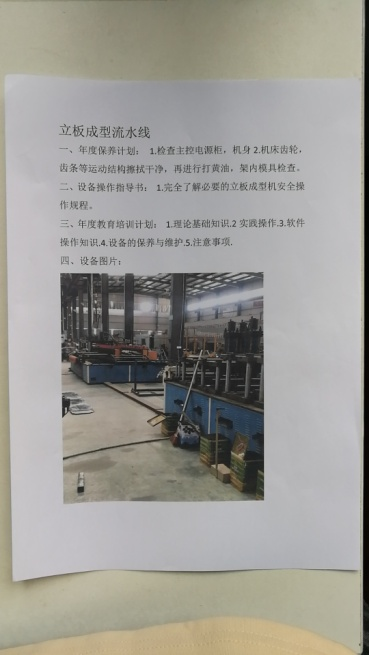 立板成型流水线
一、年度保养计划： 1.检查主控电源柜，机身 2.机床齿轮，
齿条等运动结构擦拭干净，再进行打黄油，架内模具检查。
二、设备操作指导书： 1.完全了解必要的立板成型机安全操
作规程。
三、年度教育培训计划： 1.理论基础知识.2 实践操作.3.软件
操作知识.4.设备的保养与维护.5.注意事项.
四、设备图片：